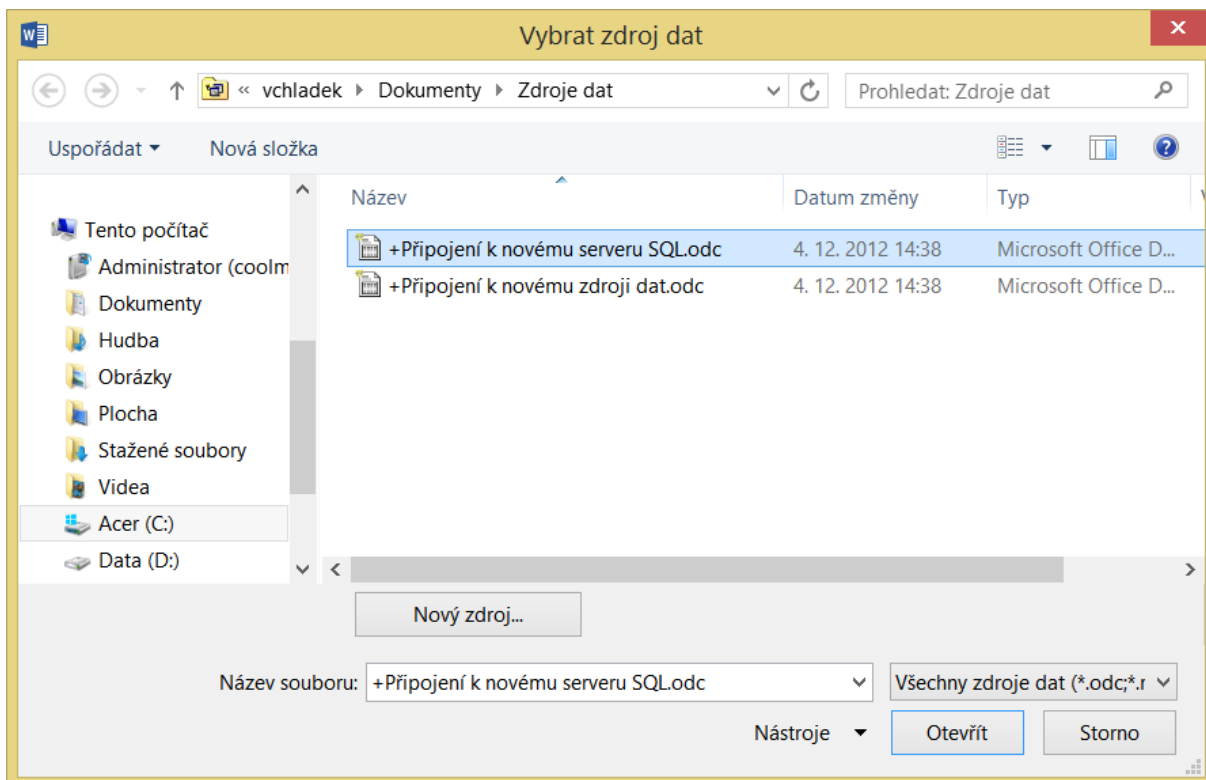 Vybrat zdroj dat
« vchladek Dokumenty Zdroje dat
Prohledat: Zdroje dat
Uspořádat Nová složka
Název Datum změny Typ
Tento počítač
Administrator (coolm
Dokumenty
Hudba
Obrázky
Plocha
Stažené soubory
Videa
Acer (C:)
Data (D:)
+Připojení k novému serveru SQL.odc 4. 12. 2012 14:38 Microsoft Office D...
+Připojení k novému zdroji dat.odc 4. 12. 2012 14:38 Microsoft Office D...
Nový zdroj...
Název souboru: +Připojení k novému serveru SQL.odc
Všechny zdroje dat (*.odc;*.r
Nástroje Otevřít Storno